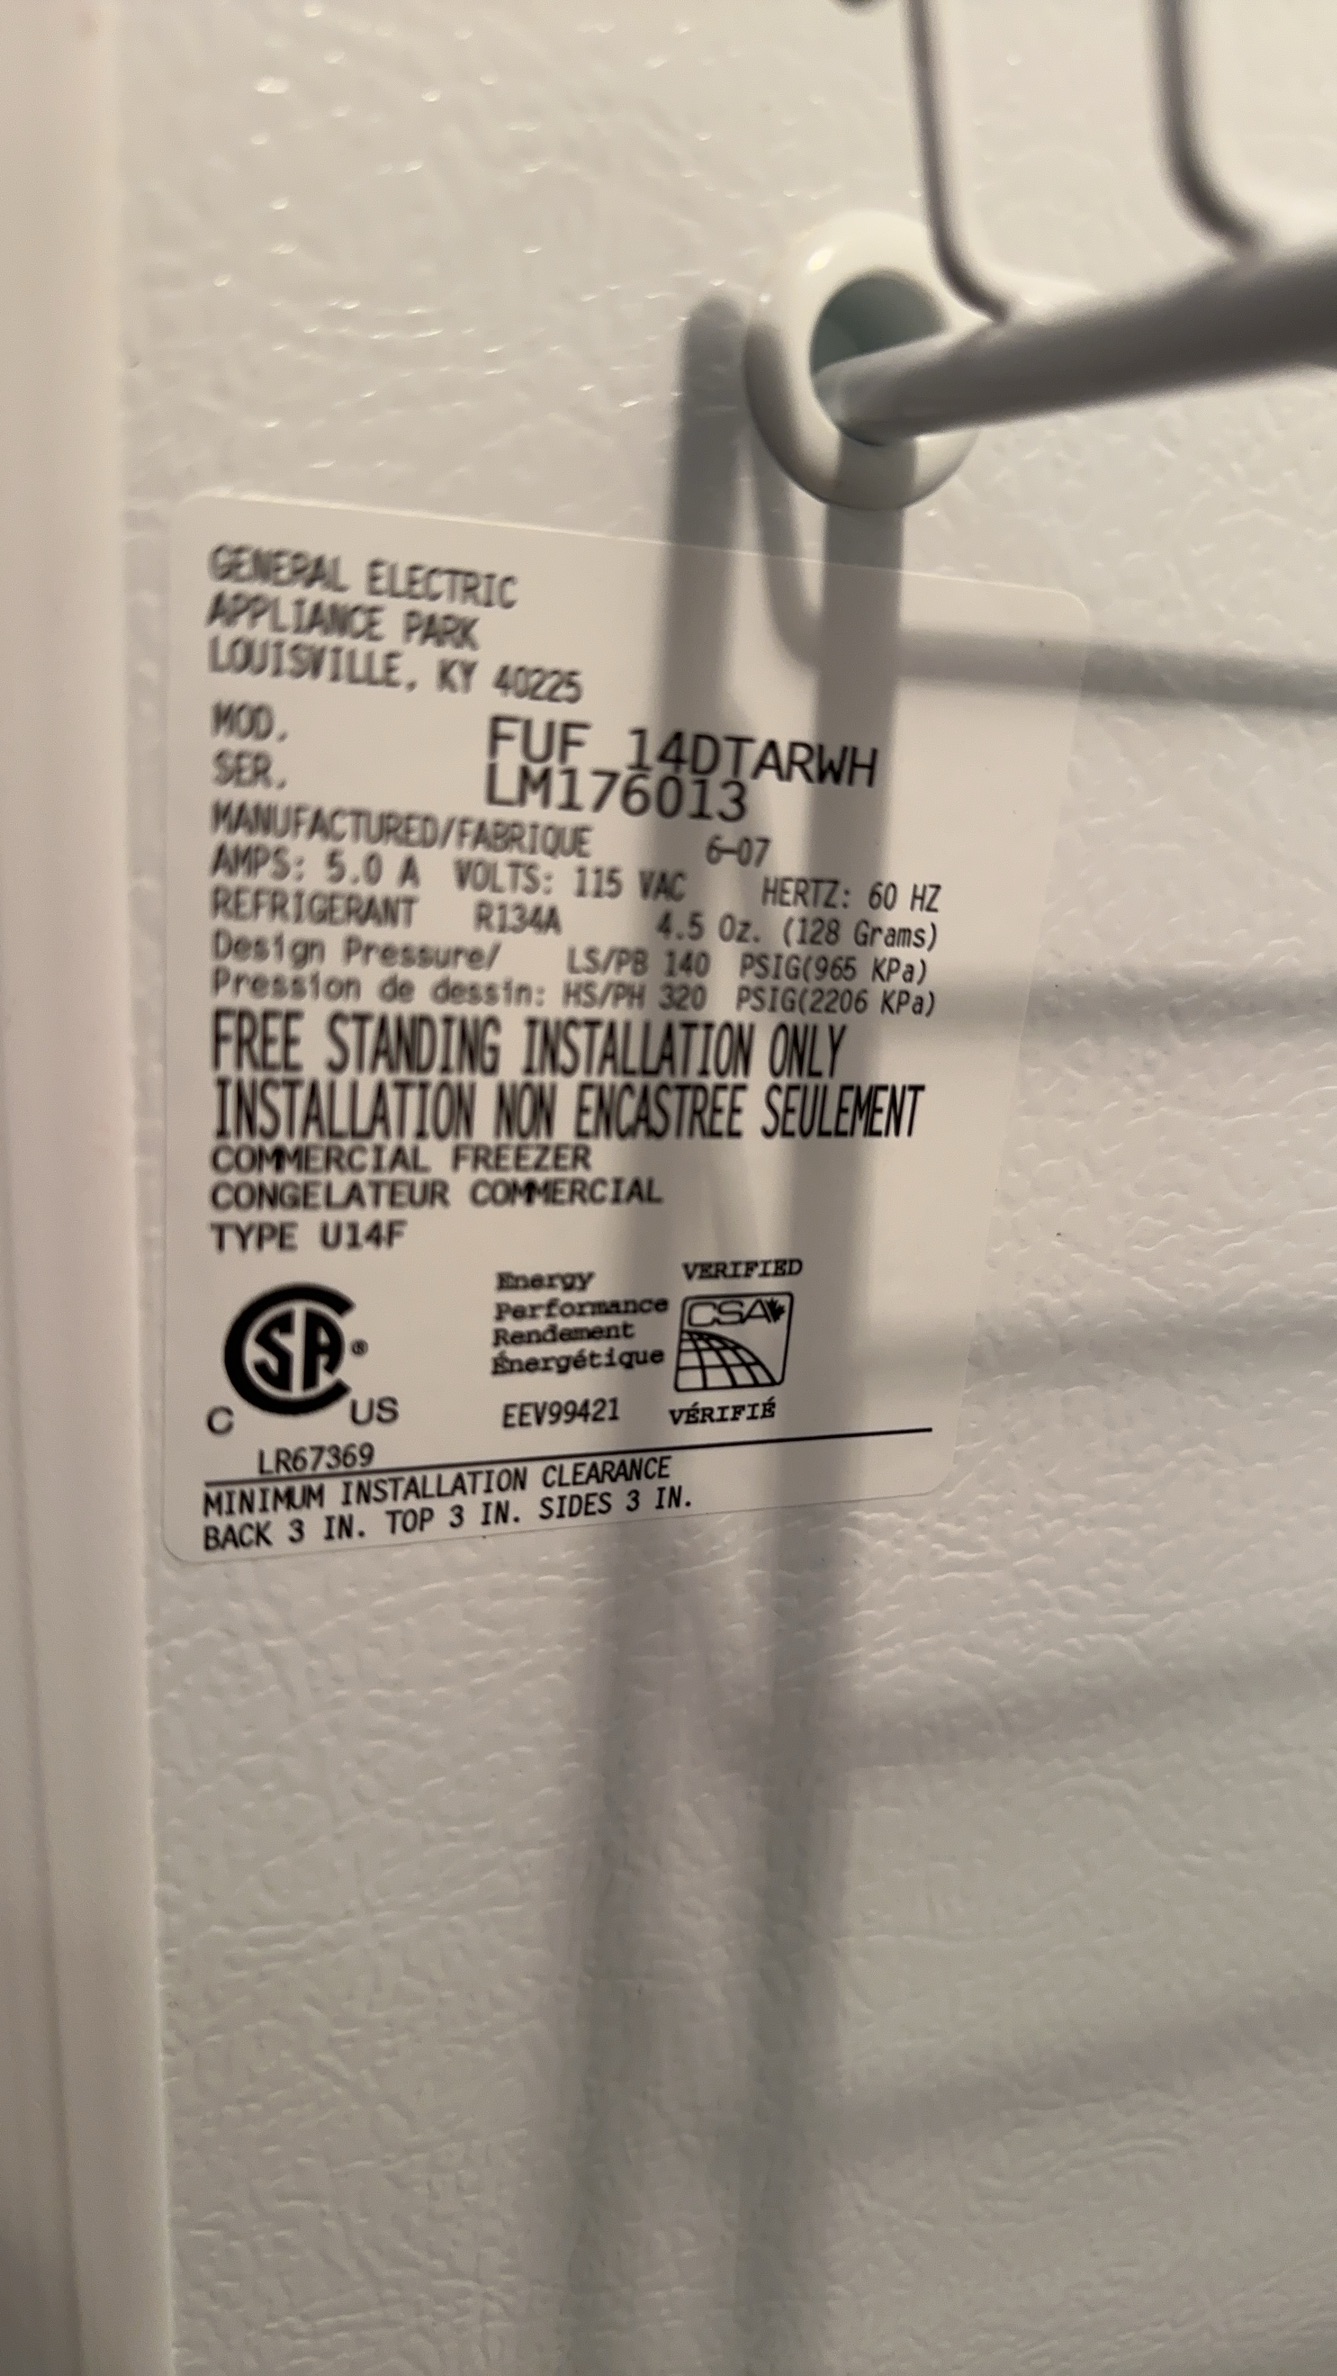 GENERAL ELECTRIC
APPLIANCE PARK
LOUISVILLE, KY 40225
MOD. FUF 14DTARWH
SER. LM176013
MANUFACTURED/FABRIQUE 6-07
AMPS: 5.0 A VOLTS: 115 VAC HERTZ: 60 HZ
REFRIGERANT R134A 4.5 Oz. (128 Grams)
Design Pressure/ LS/PB 140 PSIG(965 KPa)
Pression de dessin: HS/PH 320 PSIG(2206 KPa)
FREE STANDING INSTALLATION ONLY
INSTALLATION NON ENCASTREE SEULEMENT
COMMERCIAL FREEZER
CONGELATEUR COMMERCIAL
TYPE U14F
Energy VERIFIED
Performance CSA
Rendement
Énergétique
SA ®
C US EEV99421 VÉRIFIÉ
LR67369
MINIMUM INSTALLATION CLEARANCE
BACK 3 IN. TOP 3 IN. SIDES 3 IN.